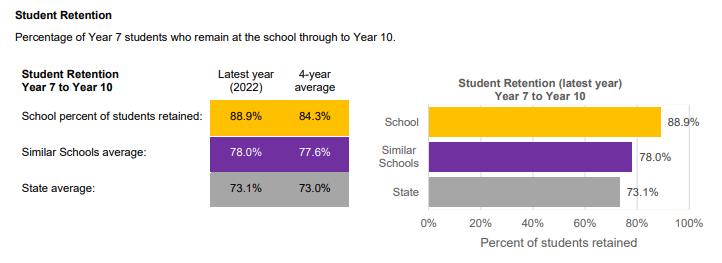 Student Retention
Percentage of Year 7 students who remain at the school through to Year 10.
Student Retention
Year 7 to Year 10
Latest year
(2022)
4-year
average
School percent of students retained: 88.9% 84.3%
Similar Schools average: 78.0% 77.6%
State average: 73.1% 73.0%
Student Retention (latest year)
Year 7 to Year 10
School 88.9%
Similar
Schools 78.0%
State 73.1%
0% 20% 40% 60% 80% 100%
Percent of students retained